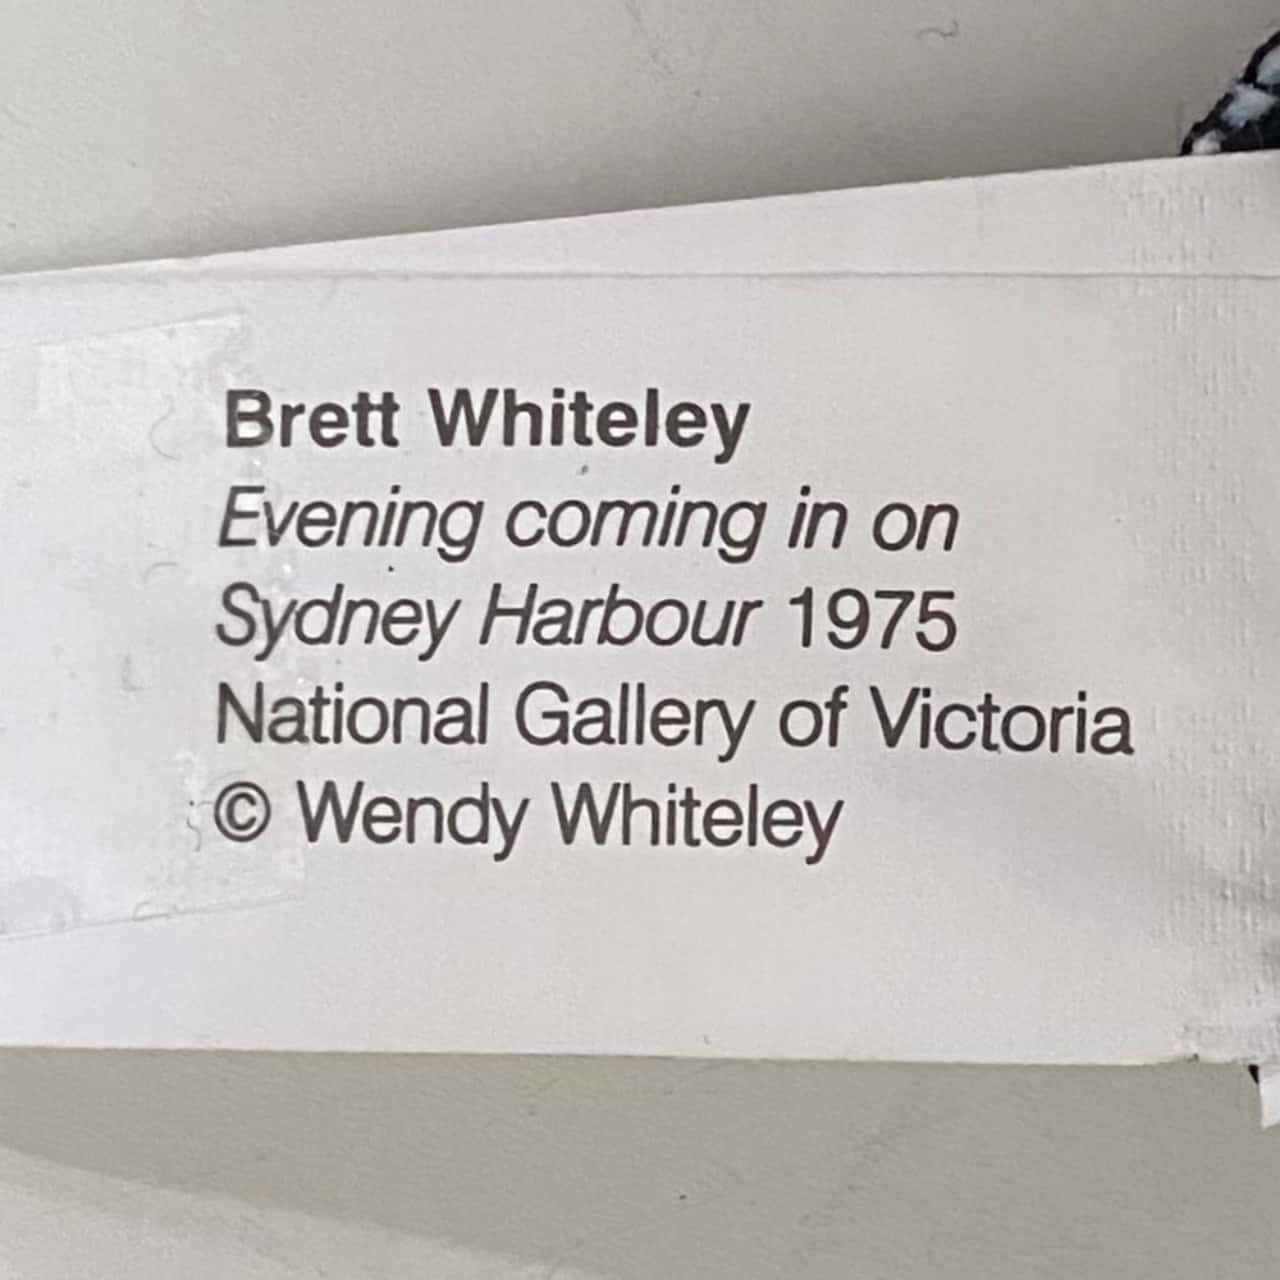 Brett Whiteley
Evening coming in on
Sydney Harbour 1975
National Gallery of Victoria
© Wendy Whiteley